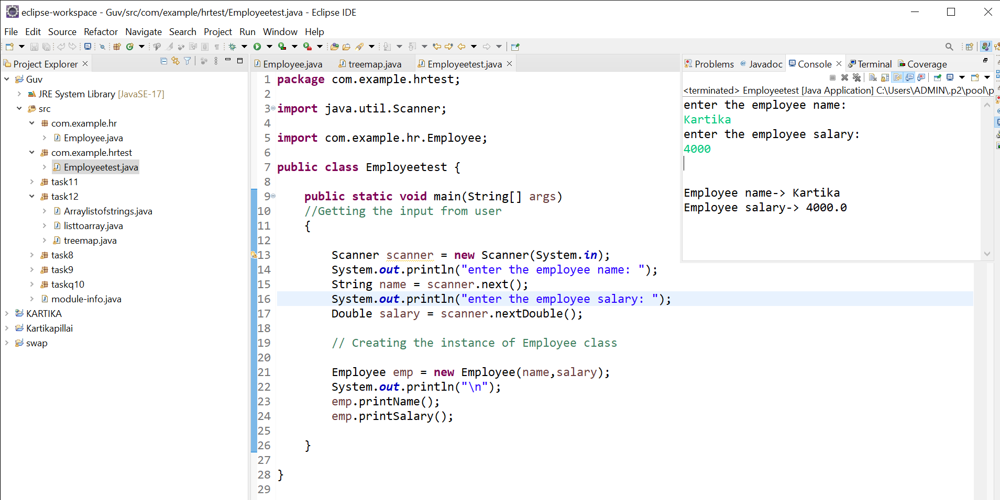 eclipse-workspace - Guv/src/com/example/hrtest/Employeetest.java - Eclipse IDE
File Edit Source Refactor Navigate Search Project Run Window Help
Project Explorer
Guv
JRE System Library [JavaSE-17]
src
com.example.hr
Employee.java
com.example.hrtest
Employeetest.java
task11
task12
Arraylistofstrings.java
listtoarray.java
treemap.java
task8
task9
taskq10
module-info.java
KARTIKA
Kartikapillai
swap
Employee.java treemap.java Employeetest.java
1 package com.example.hrtest;
2
3 import java.util.Scanner;
4
5 import com.example.hr.Employee;
6
7 public class Employeetest {
8
9 public static void main(String[] args)
10 //Getting the input from user
11 {
12
13 Scanner scanner = new Scanner(System.in);
14 System.out.println("enter the employee name: ");
15 String name = scanner.next();
16 System.out.println("enter the employee salary: ");
17 Double salary = scanner.nextDouble();
18
19 // Creating the instance of Employee class
20
21 Employee emp = new Employee(name,salary);
22 System.out.println("\n");
23 emp.printName();
24 emp.printSalary();
25
26 }
27
28 }
29
Problems @ Javadoc Console Terminal Coverage
<terminated> Employeetest [Java Application] C:\Users\ADMIN\.p2\pool\p
enter the employee name:
Kartika
enter the employee salary:
4000
Employee name-> Kartika
Employee salary-> 4000.0